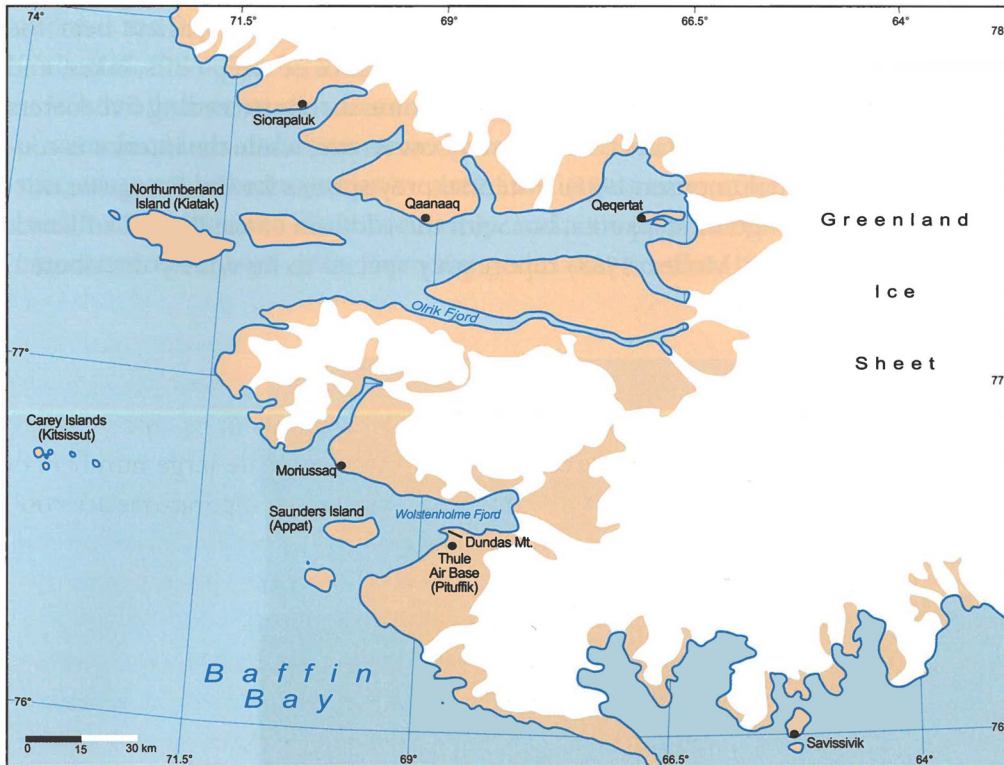 74°
71.5°
69°
66.5°
64°
78
Siorapaluk
Northumberland
Island (Kiatak)
Qaanaaq
Qeqertat
Greenland
Ice
Sheet
Olrik Fjord
77°
77
Carey Islands
(Kitsissut)
Moriussaq
Saunders Island
(Appat)
Wolstenholme Fjord
Dundas Mt.
Thule
Air Base
(Pituffik)
Baffin
Bay
76°
76
0 15 30 km
71.5°
69°
66.5°
64°
Savissivik